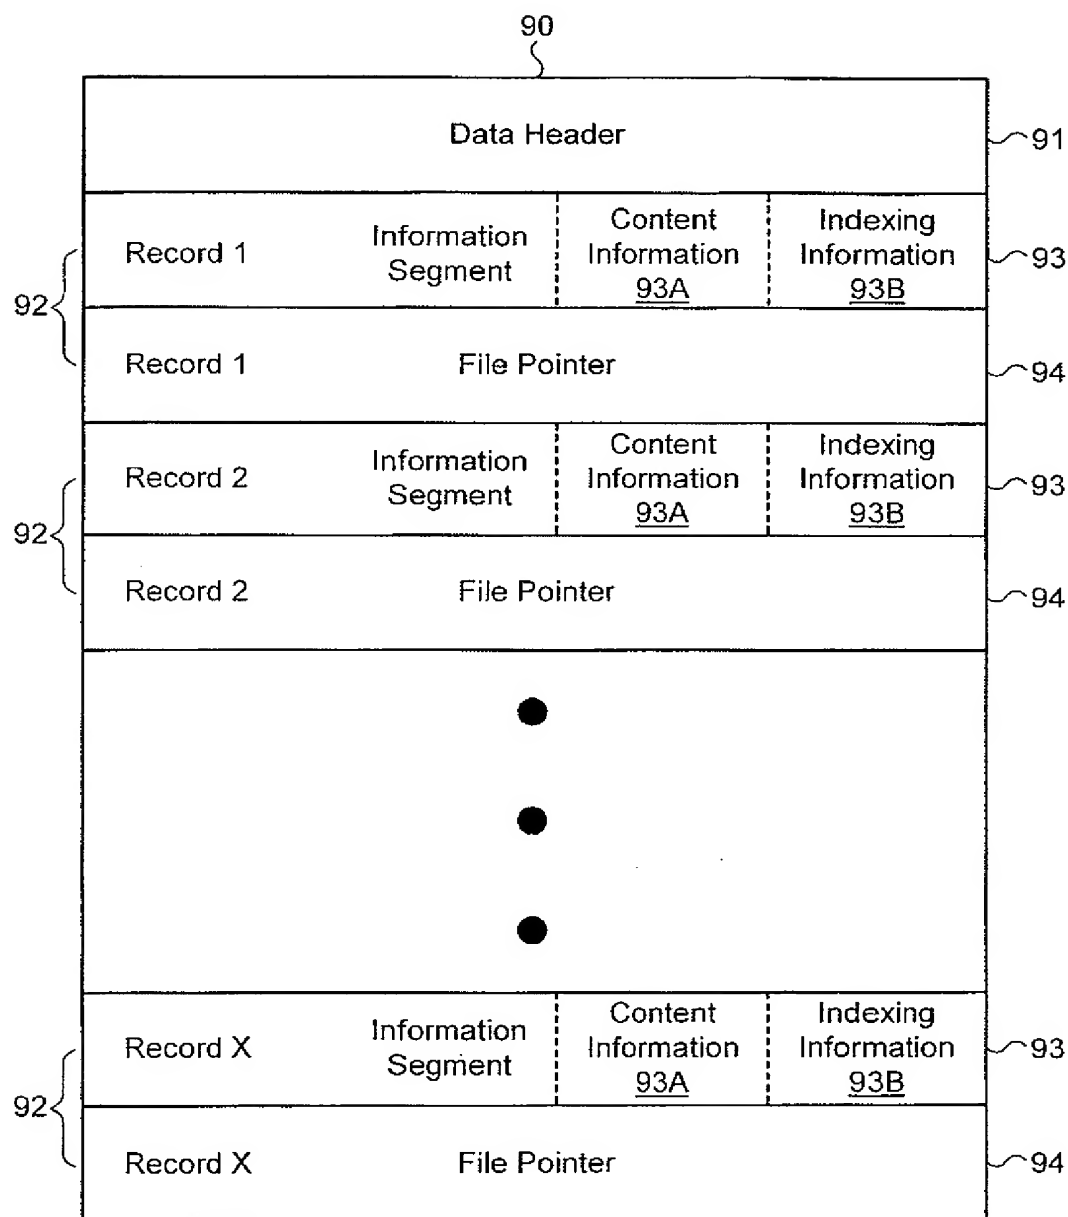 90
Data Header
91
Content Indexing
Record 1 Information Information Information 93
Segment 93A 93B
92
Record 1 File Pointer 94
Content Indexing
Record 2 Information Information Information 93
Segment 93A 93B
92
Record 2 File Pointer 94
Content Indexing
Record X Information Information Information 93
Segment 93A 93B
92
Record X File Pointer 94